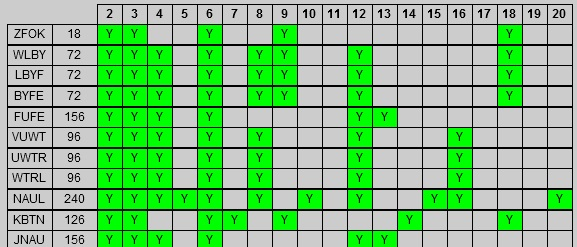 2 3 4 5 6 7 8 9 10 11 12 13 14 15 16 17 18 19 20
ZFOK 18 Y Y Y Y Y
WLBY 72 Y Y Y Y Y Y Y Y
LBYF 72 Y Y Y Y Y Y Y Y
BYFE 72 Y Y Y Y Y Y Y Y
FUFE 156 Y Y Y Y Y Y
VUWT 96 Y Y Y Y Y Y Y
UWTR 96 Y Y Y Y Y Y Y
WTRL 96 Y Y Y Y Y Y Y
NAUL 240 Y Y Y Y Y Y Y Y Y Y Y
KBTN 126 Y Y Y Y Y Y Y
JNAU 156 Y Y Y Y Y Y